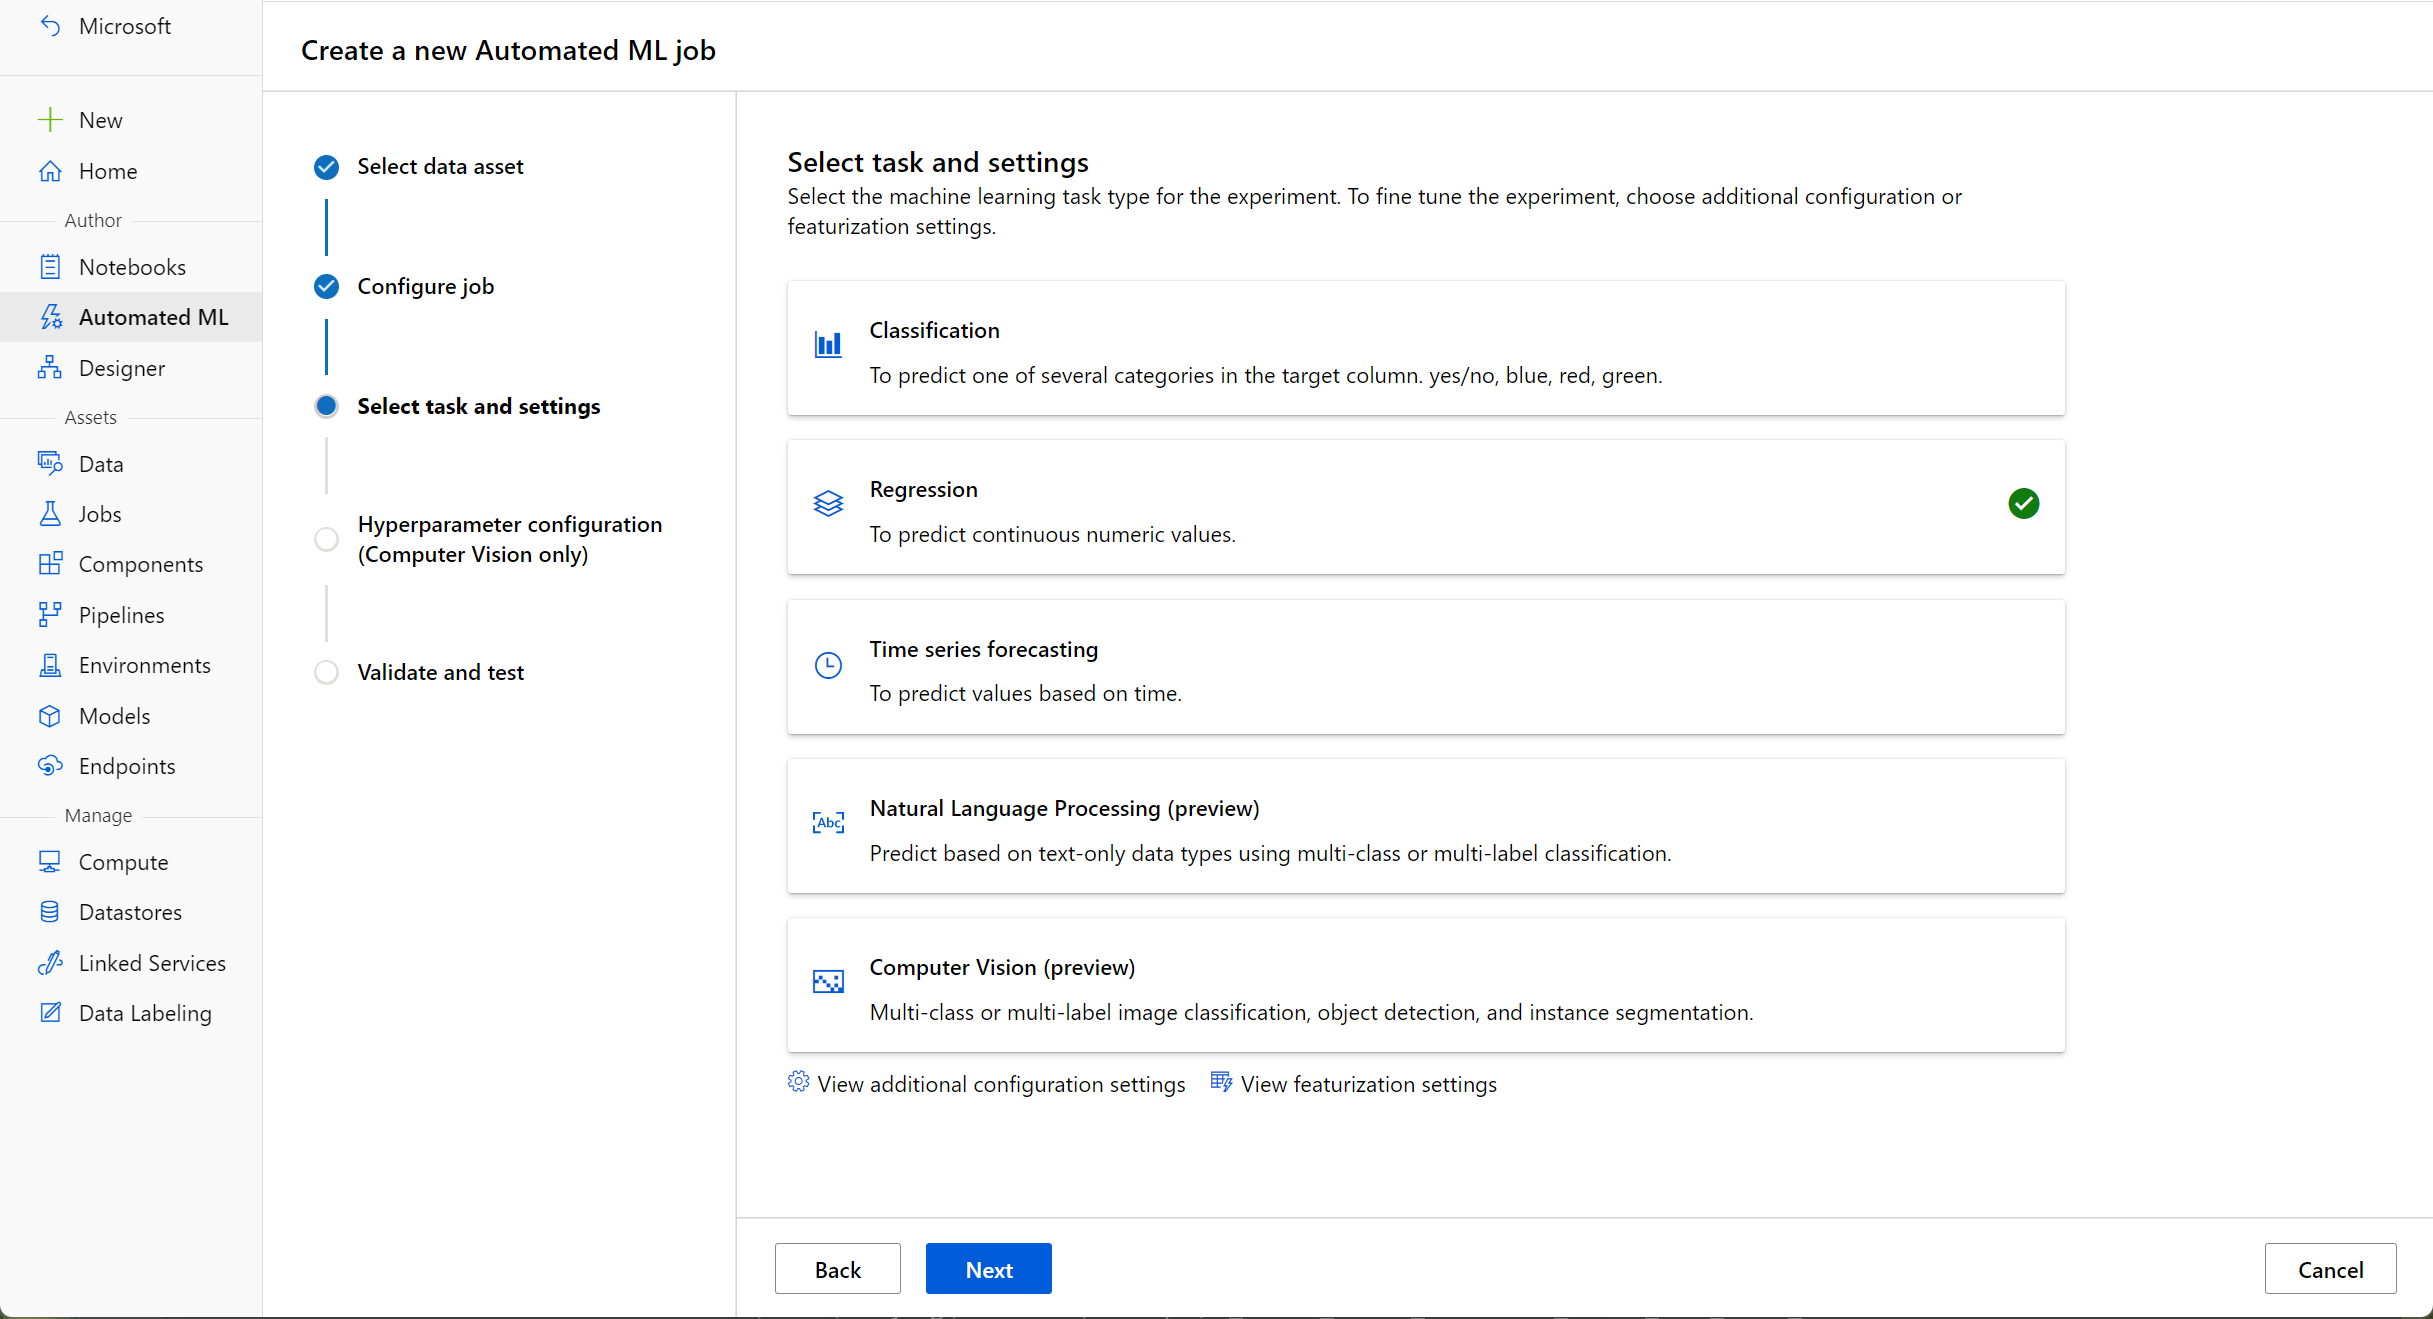 Microsoft
New
Home
Author
Notebooks
Automated ML
Designer
Assets
Data
Jobs
Components
Pipelines
Environments
Models
Endpoints
Manage
Compute
Datastores
Linked Services
Data Labeling
Create a new Automated ML job
Select data asset
Configure job
Select task and settings
Hyperparameter configuration
(Computer Vision only)
Validate and test
Select task and settings
Select the machine learning task type for the experiment. To fine tune the experiment, choose additional configuration or
featurization settings.
Classification
To predict one of several categories in the target column. yes/no, blue, red, green.
Regression
To predict continuous numeric values.
Time series forecasting
To predict values based on time.
Abc
Natural Language Processing (preview)
Predict based on text-only data types using multi-class or multi-label classification.
Computer Vision (preview)
Multi-class or multi-label image classification, object detection, and instance segmentation.
View additional configuration settings
View featurization settings
Back
Next
Cancel